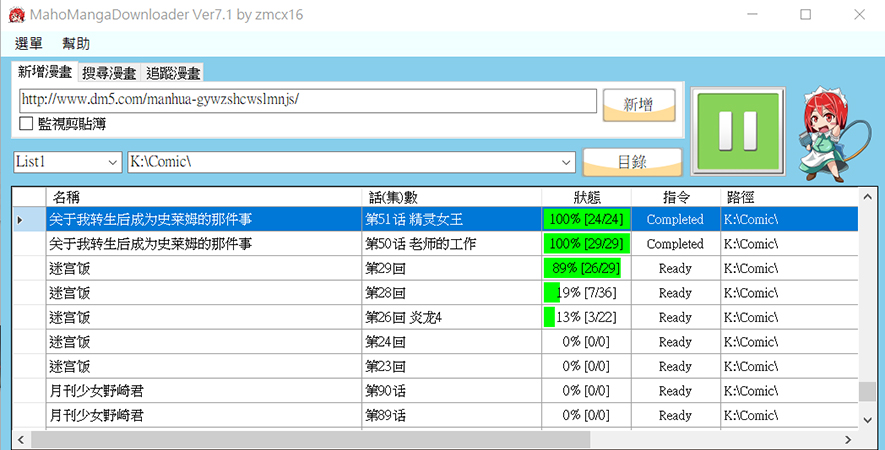 MahoMangaDownloader Ver7.1 by zmcx16
選單 幫助
新增漫畫 搜尋漫畫 追蹤漫畫
http://www.dm5.com/manhua-gywzshcwslmnjs/ 新增
監視剪貼簿
List1 K:\Comic\ 目錄
名稱 話(集)數 狀態 指令 路徑
关于我转生后成为史莱姆的那件事 第51话 精灵女王 100% [24/24] Completed K:\Comic\
关于我转生后成为史莱姆的那件事 第50话 老师的工作 100% [29/29] Completed K:\Comic\
迷宫饭 第29回 89% [26/29] Ready K:\Comic\
迷宫饭 第28回 19% [7/36] Ready K:\Comic\
迷宫饭 第26回 炎龙4 13% [3/22] Ready K:\Comic\
迷宫饭 第24回 0% [0/0] Ready K:\Comic\
迷宫饭 第23回 0% [0/0] Ready K:\Comic\
月刊少女野崎君 第90话 0% [0/0] Ready K:\Comic\
月刊少女野崎君 第89话 0% [0/0] Ready K:\Comic\